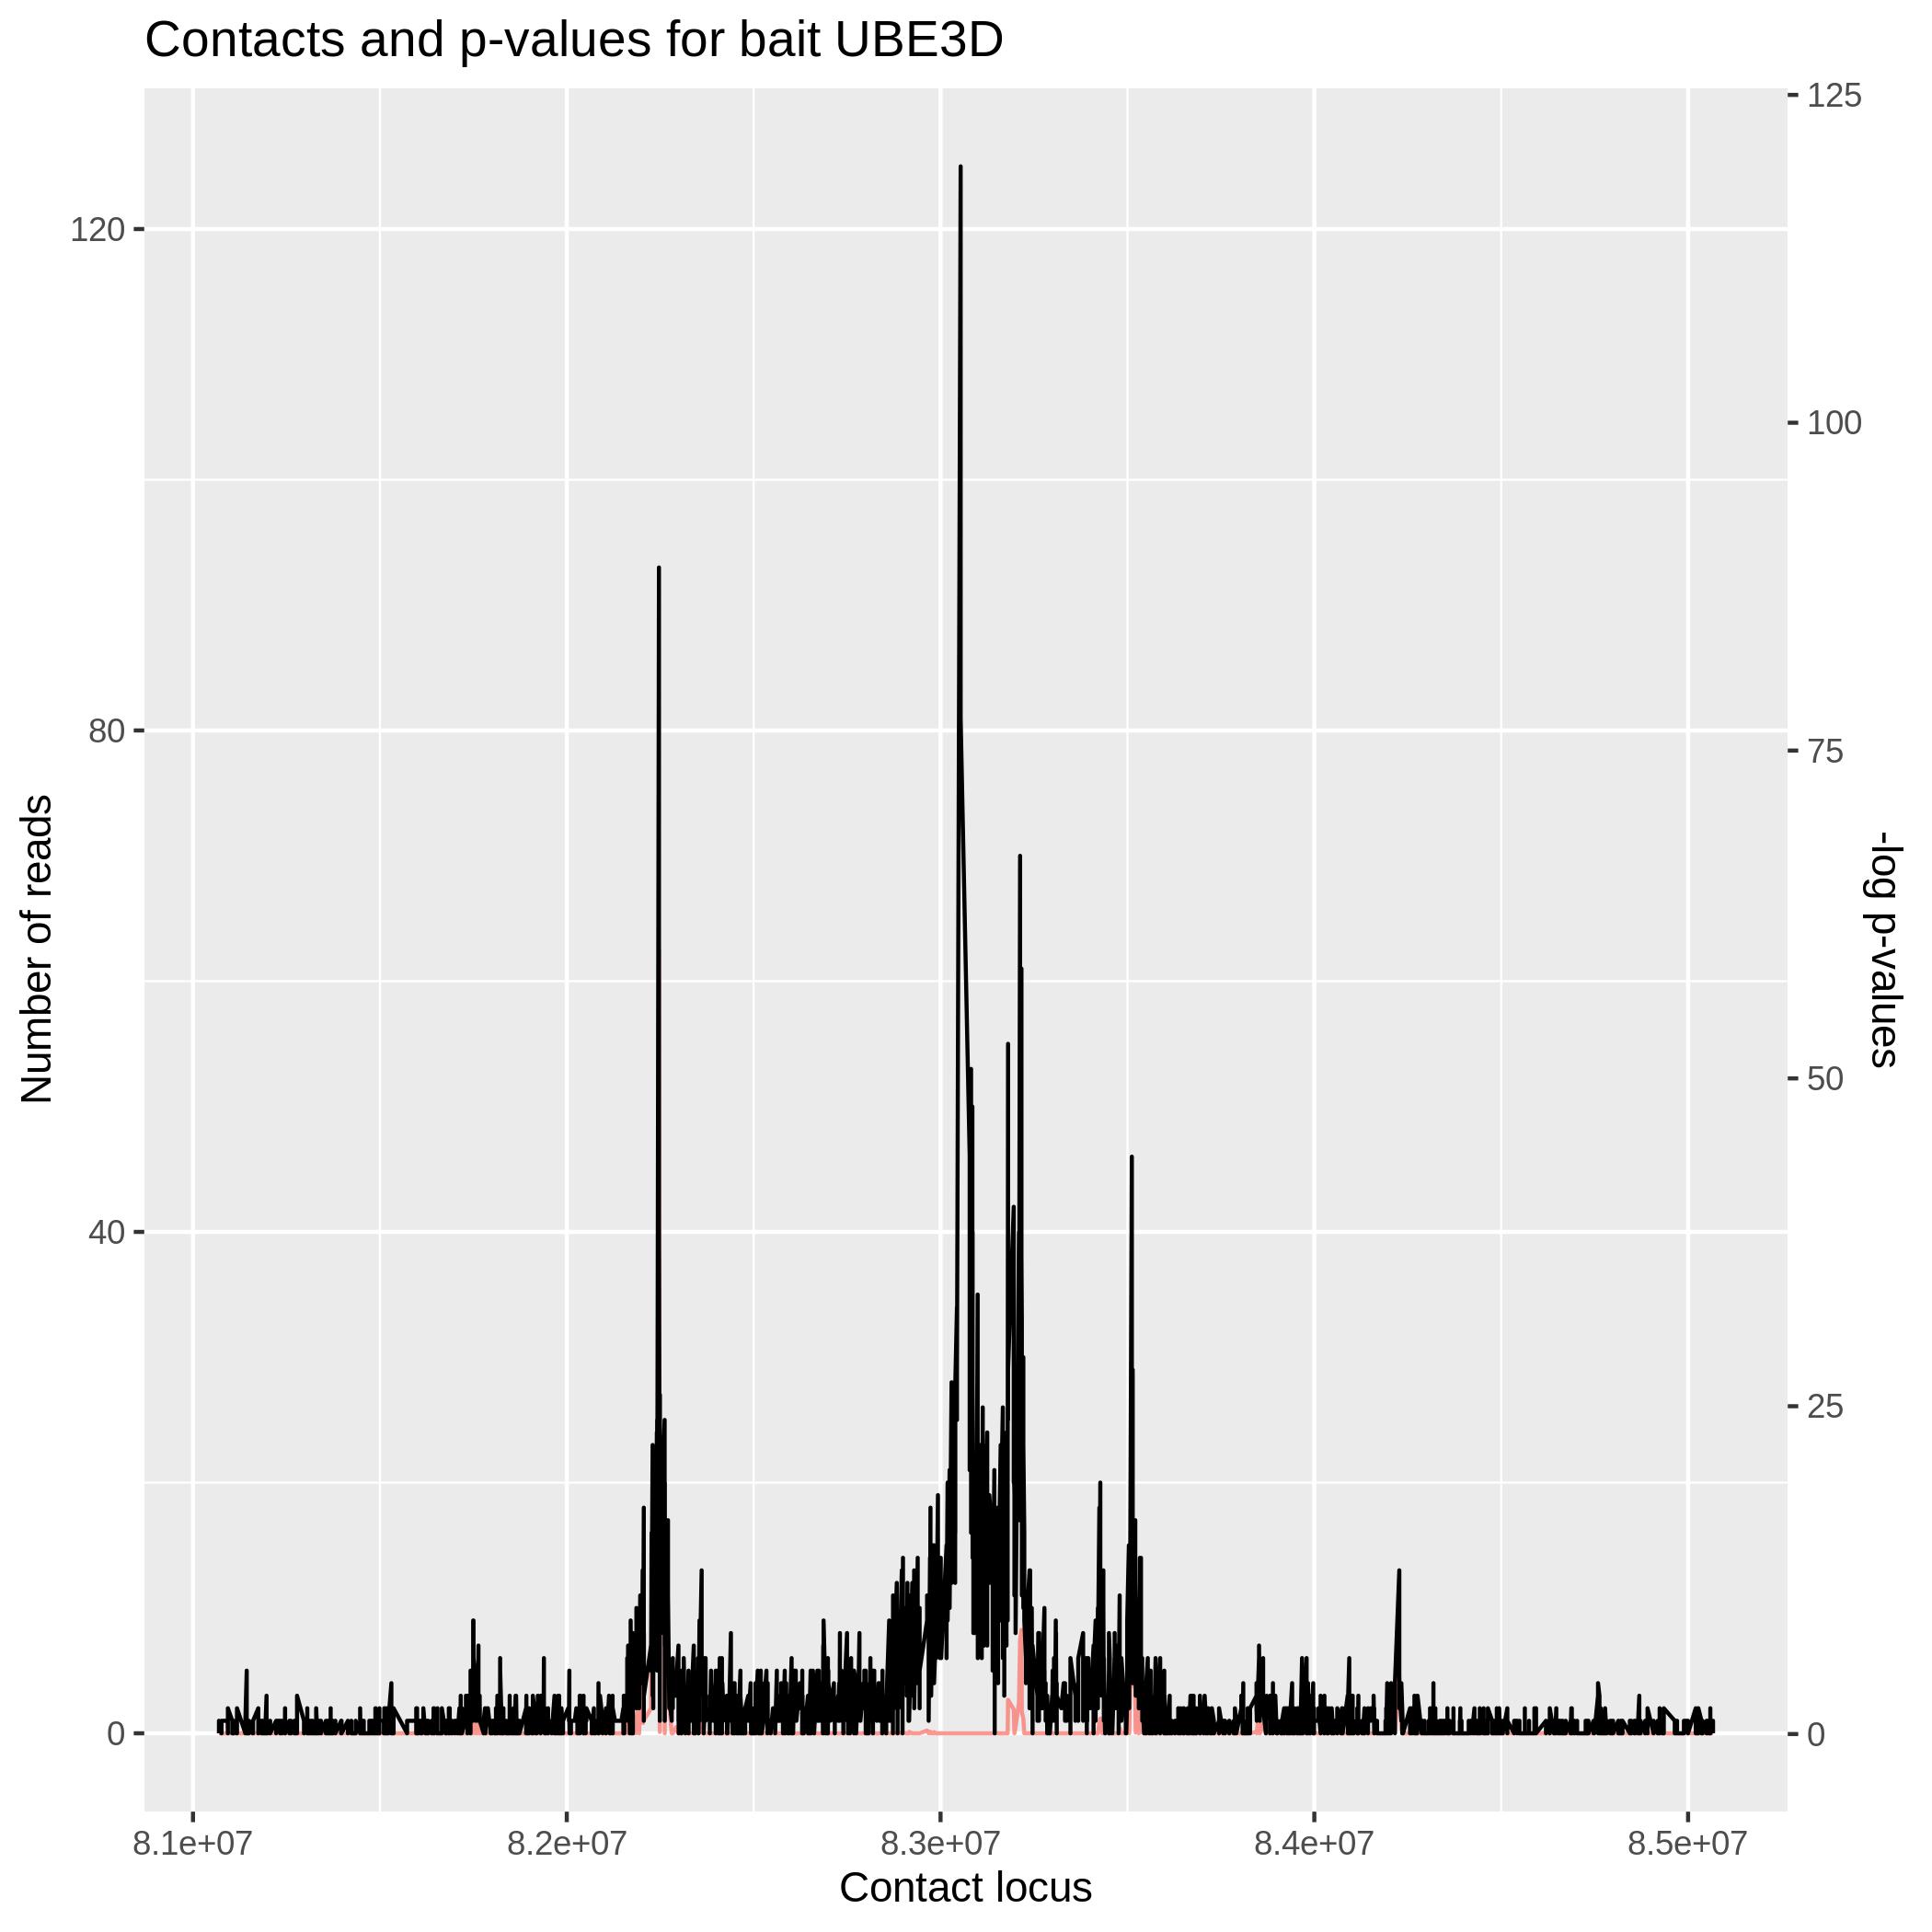 Contacts and p-values for bait UBE3D
125
120
100
80
75
50
40
25
0
0
Number of reads
-log p-values
8.1e+07
8.2e+07
8.3e+07
8.4e+07
8.5e+07
Contact locus